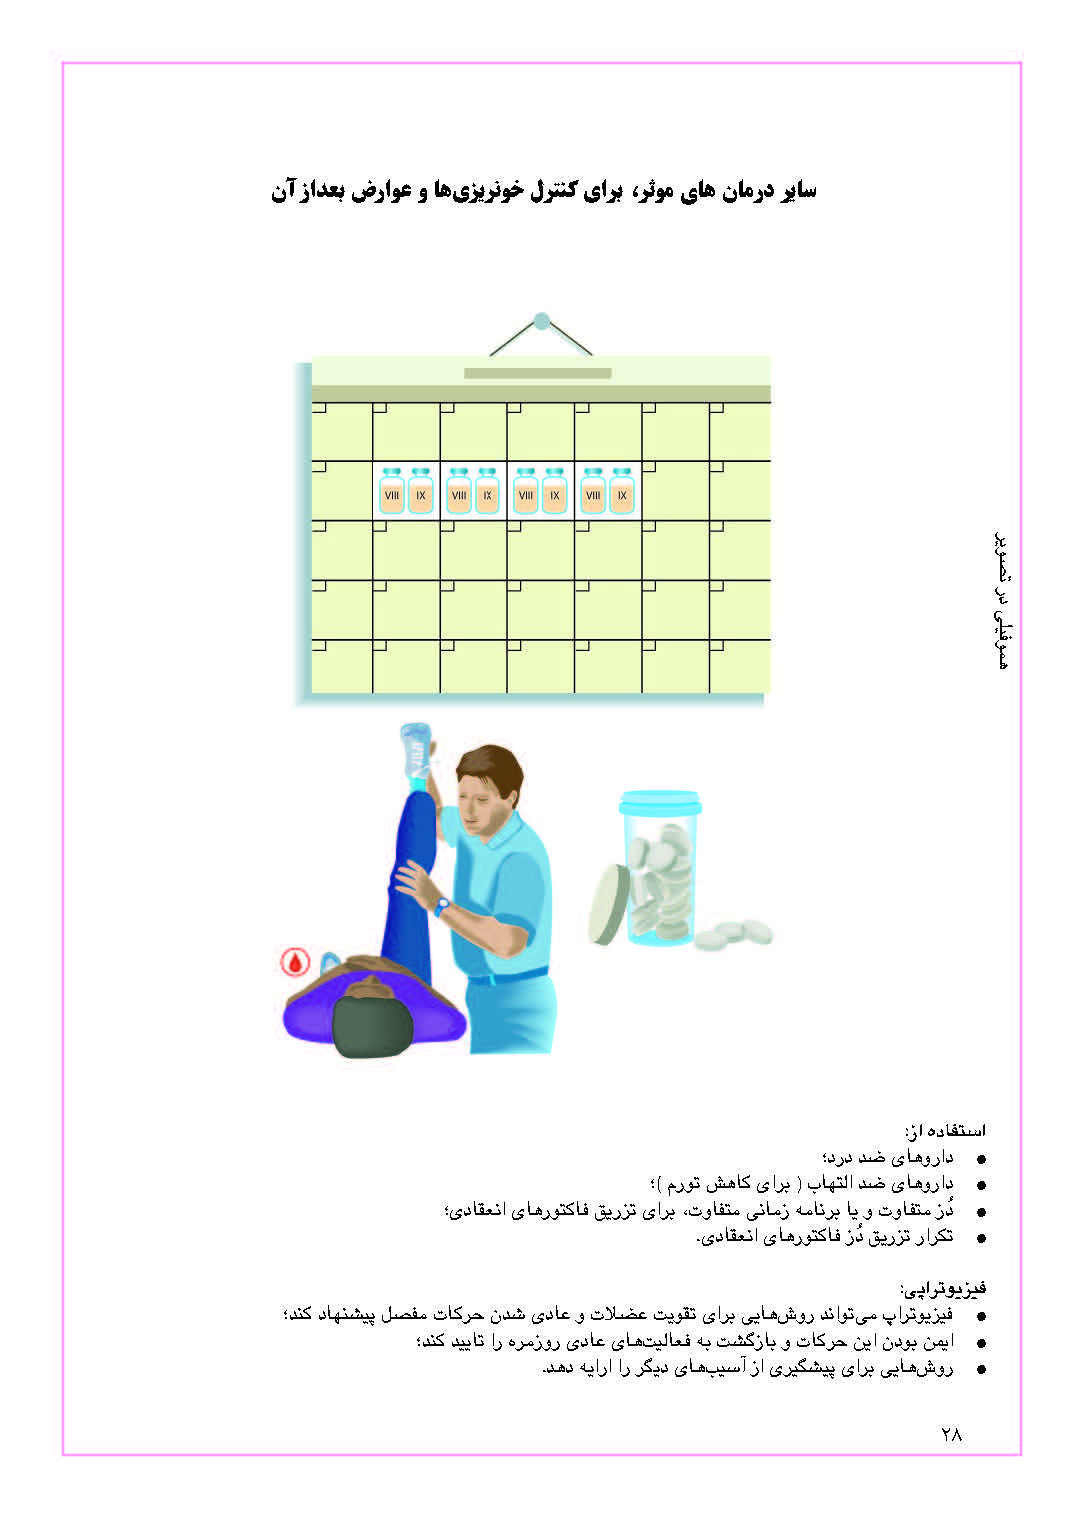 سایر درمان های موثر، برای کنترل خونریزی‌ها و عوارض بعداز آن
VIII IX VIII IX VIII IX VIII IX
هموفیلی در تصویر
استفاده از:
● داروهای ضد درد؛
● داروهای ضد التهاب ( برای کاهش تورم )؛
● دُز متفاوت و یا برنامه زمانی متفاوت، برای تزریق فاکتورهای انعقادی؛
● تکرار تزریق دُز فاکتورهای انعقادی.
فیزیوتراپی:
● فیزیوتراپ می‌تواند روش‌هایی برای تقویت عضلات و عادی شدن حرکات مفصل پیشنهاد کند؛
● ایمن بودن این حرکات و بازگشت به فعالیت‌های عادی روزمره را تایید کند؛
● روش‌هایی برای پیشگیری از آسیب‌های دیگر را ارایه دهد.
۲۸